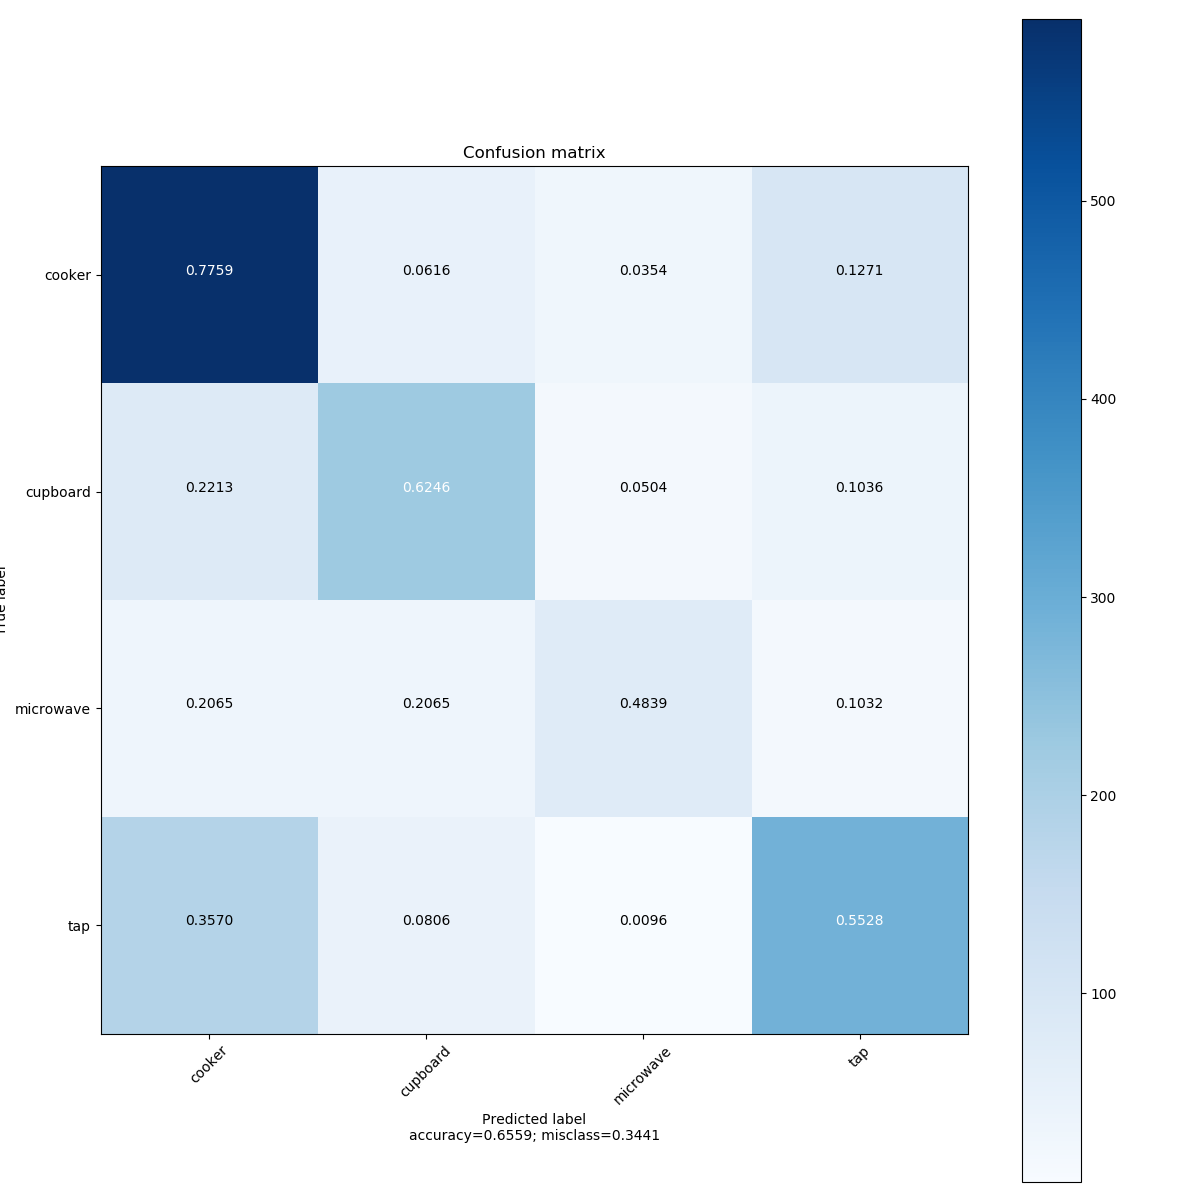 Confusion matrix
cooker 0.7759 0.0616 0.0354 0.1271
cupboard 0.2213 0.6246 0.0504 0.1036
microwave 0.2065 0.2065 0.4839 0.1032
tap 0.3570 0.0806 0.0096 0.5528
True label
cooker cupboard microwave tap
Predicted label
accuracy=0.6559; misclass=0.3441
500
400
300
200
100